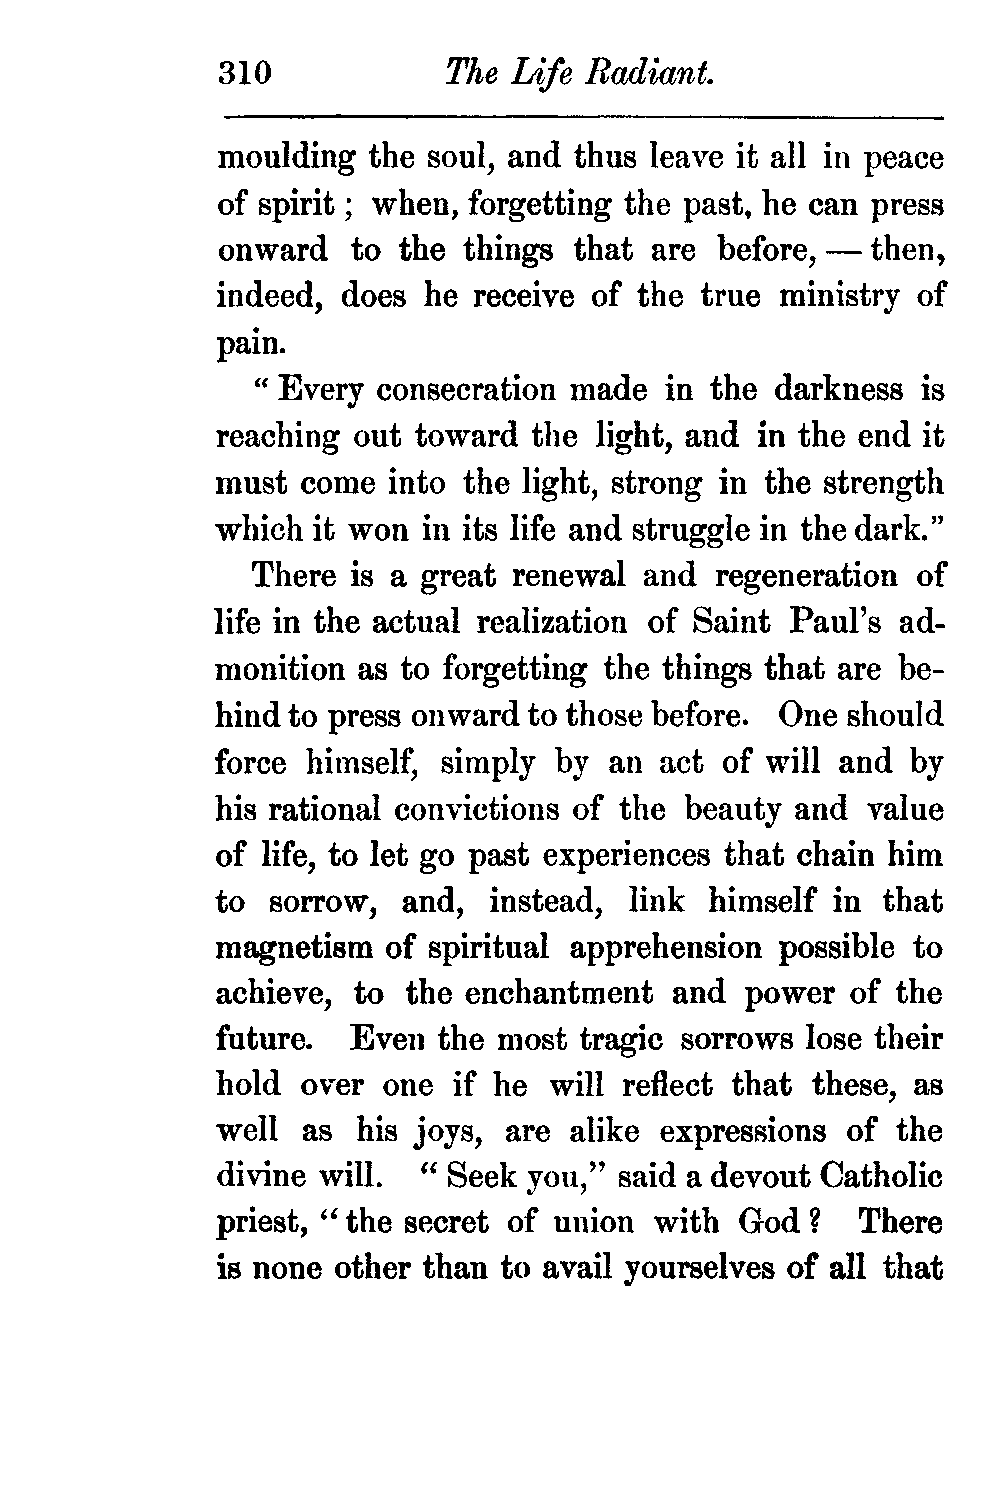 310 The Life Radiant.
moulding the soul, and thus leave it all in peace
of spirit ; when, forgetting the past, he can press
onward to the things that are before, — then,
indeed, does he receive of the true ministry of
pain.
“ Every consecration made in the darkness is
reaching out toward the light, and in the end it
must come into the light, strong in the strength
which it won in its life and struggle in the dark.”
There is a great renewal and regeneration of
life in the actual realization of Saint Paul’s ad-
monition as to forgetting the things that are be-
hind to press onward to those before. One should
force himself, simply by an act of will and by
his rational convictions of the beauty and value
of life, to let go past experiences that chain him
to sorrow, and, instead, link himself in that
magnetism of spiritual apprehension possible to
achieve, to the enchantment and power of the
future. Even the most tragic sorrows lose their
hold over one if he will reflect that these, as
well as his joys, are alike expressions of the
divine will. “ Seek you,” said a devout Catholic
priest, “ the secret of union with God ? There
is none other than to avail yourselves of all that